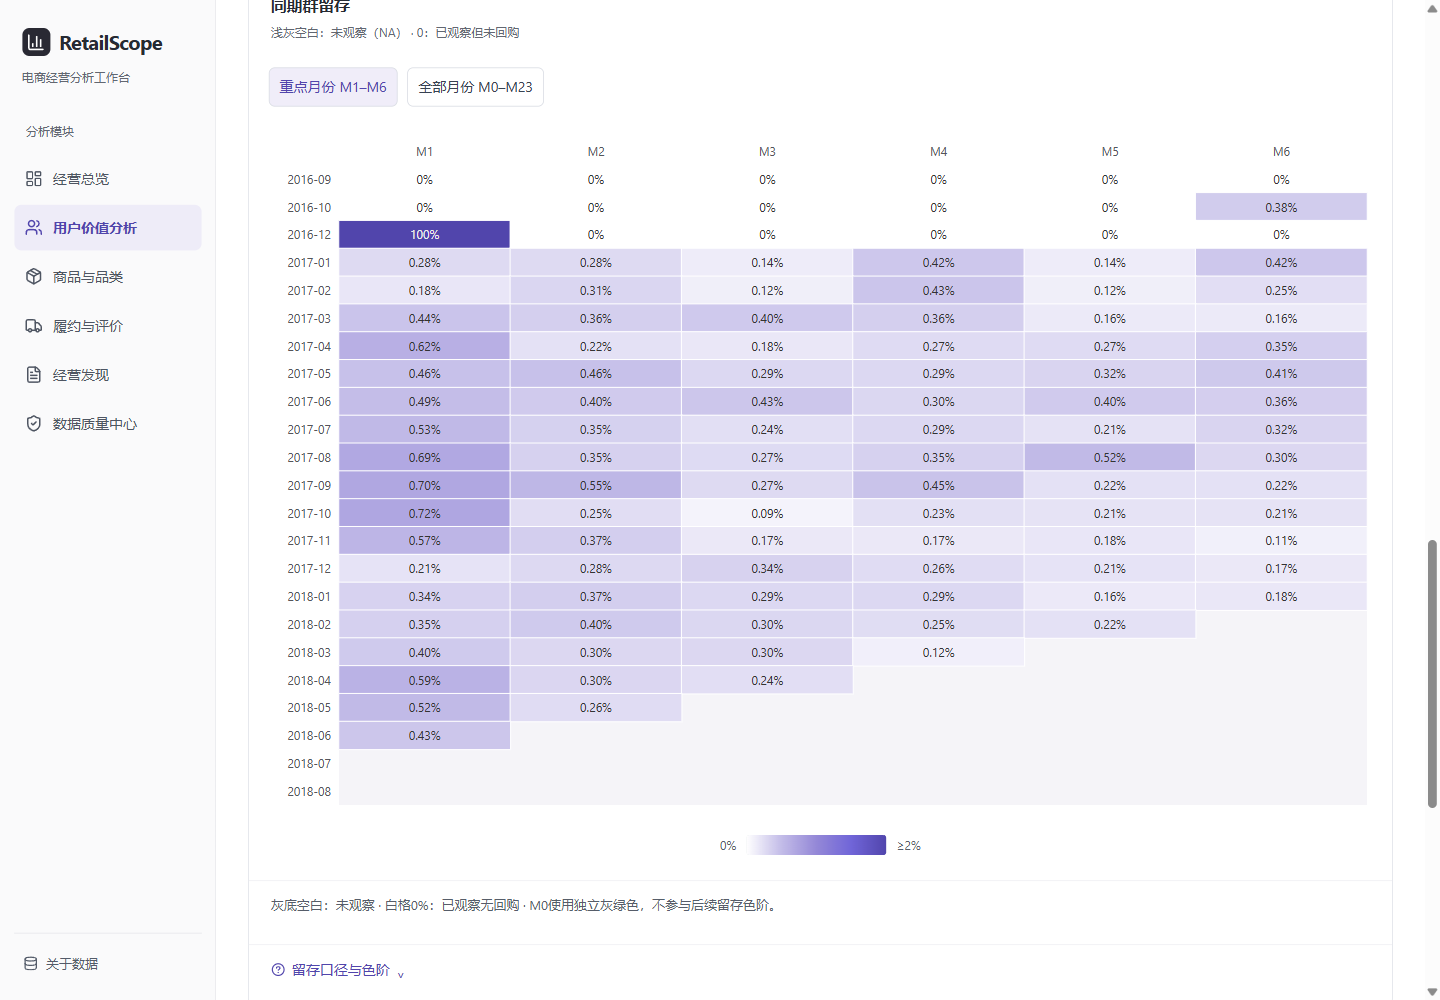 RetailScope
电商经营分析工作台
分析模块
经营总览
用户价值分析
商品与品类
履约与评价
经营发现
数据质量中心
关于数据
同期群留存
浅灰空白：未观察（NA） · 0：已观察但未回购
重点月份 M1–M6 全部月份 M0–M23
M1 M2 M3 M4 M5 M6
2016-09 0% 0% 0% 0% 0% 0%
2016-10 0% 0% 0% 0% 0% 0.38%
2016-12 100% 0% 0% 0% 0% 0%
2017-01 0.28% 0.28% 0.14% 0.42% 0.14% 0.42%
2017-02 0.18% 0.31% 0.12% 0.43% 0.12% 0.25%
2017-03 0.44% 0.36% 0.40% 0.36% 0.16% 0.16%
2017-04 0.62% 0.22% 0.18% 0.27% 0.27% 0.35%
2017-05 0.46% 0.46% 0.29% 0.29% 0.32% 0.41%
2017-06 0.49% 0.40% 0.43% 0.30% 0.40% 0.36%
2017-07 0.53% 0.35% 0.24% 0.29% 0.21% 0.32%
2017-08 0.69% 0.35% 0.27% 0.35% 0.52% 0.30%
2017-09 0.70% 0.55% 0.27% 0.45% 0.22% 0.22%
2017-10 0.72% 0.25% 0.09% 0.23% 0.21% 0.21%
2017-11 0.57% 0.37% 0.17% 0.17% 0.18% 0.11%
2017-12 0.21% 0.28% 0.34% 0.26% 0.21% 0.17%
2018-01 0.34% 0.37% 0.29% 0.29% 0.16% 0.18%
2018-02 0.35% 0.40% 0.30% 0.25% 0.22%
2018-03 0.40% 0.30% 0.30% 0.12%
2018-04 0.59% 0.30% 0.24%
2018-05 0.52% 0.26%
2018-06 0.43%
2018-07
2018-08
0% ≥2%
灰底空白：未观察 · 白格0%：已观察无回购 · M0使用独立灰绿色，不参与后续留存色阶。
留存口径与色阶